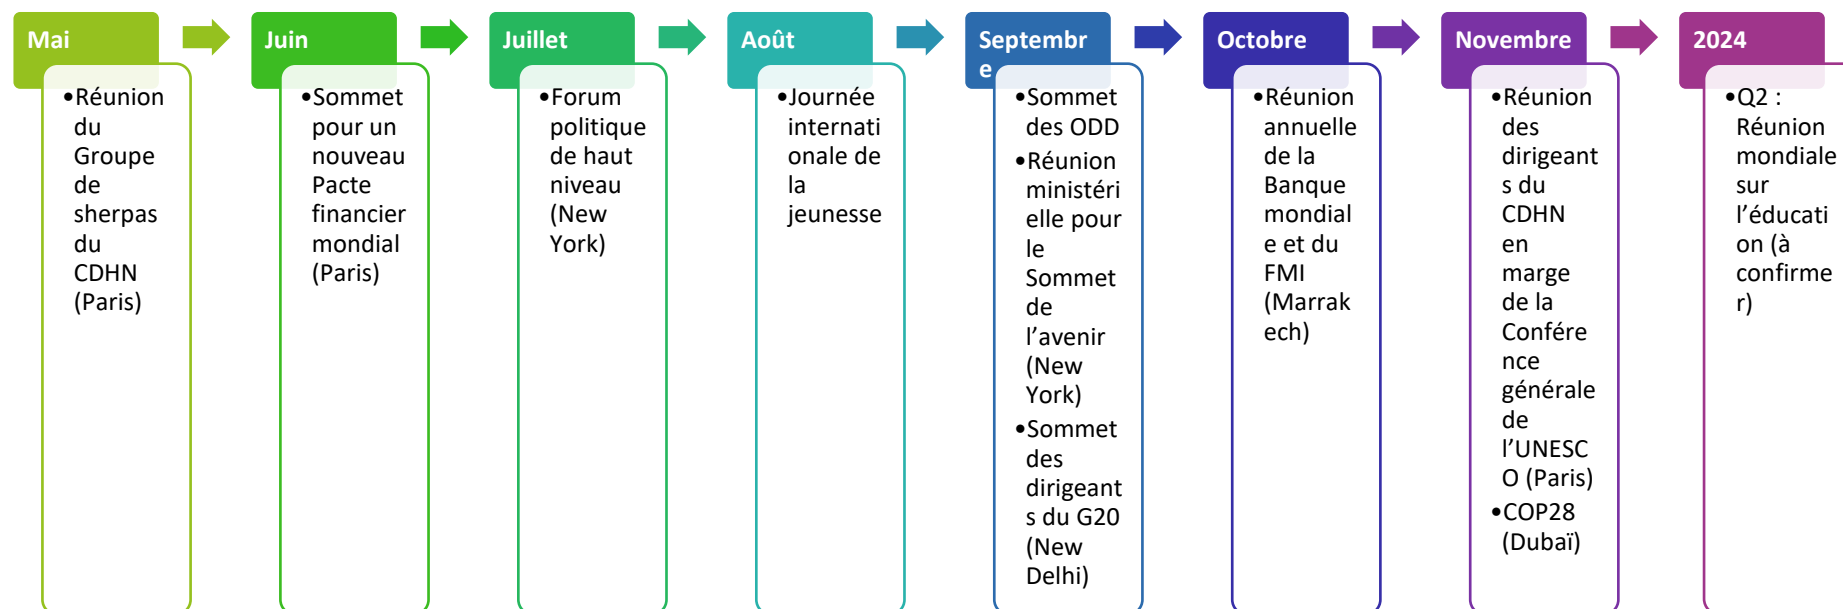 Mai
•Réunion
du
Groupe
de
sherpas
du
CDHN
(Paris)
Juin
•Sommet
pour un
nouveau
Pacte
financier
mondial
(Paris)
Juillet
•Forum
politique
de haut
niveau
(New
York)
Août
•Journée
internati
onale de
la
jeunesse
Septembr
e
•Sommet
des ODD
•Réunion
ministéri
elle pour
le
Sommet
de
l’avenir
(New
York)
•Sommet
des
dirigeant
s du G20
(New
Delhi)
Octobre
•Réunion
annuelle
de la
Banque
mondial
e et du
FMI
(Marrak
ech)
Novembre
•Réunion
des
dirigeant
s du
CDHN
en
marge
de la
Confére
nce
générale
de
l’UNESC
O (Paris)
•COP28
(Dubaï)
2024
•Q2 :
Réunion
mondiale
sur
l’éducati
on (à
confirme
r)